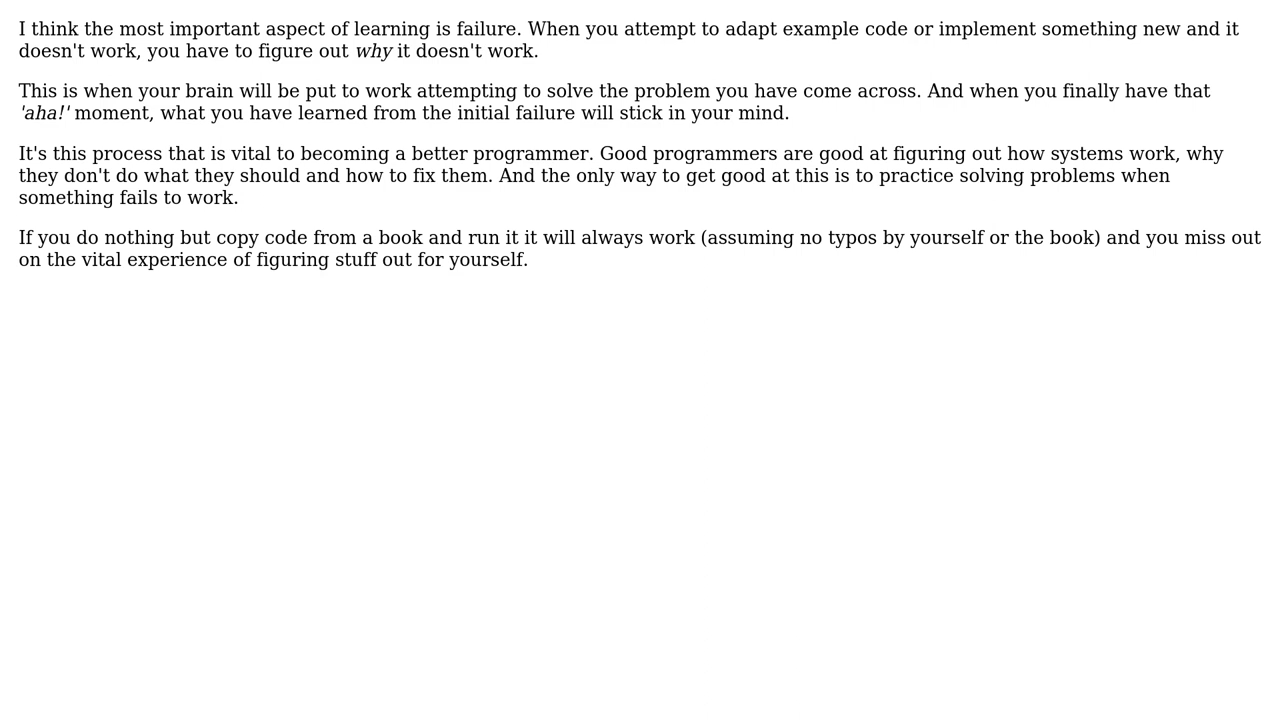 I think the most important aspect of learning is failure. When you attempt to adapt example code or implement something new and it
doesn't work, you have to figure out why it doesn't work.
This is when your brain will be put to work attempting to solve the problem you have come across. And when you finally have that
'aha!' moment, what you have learned from the initial failure will stick in your mind.
It's this process that is vital to becoming a better programmer. Good programmers are good at figuring out how systems work, why
they don't do what they should and how to fix them. And the only way to get good at this is to practice solving problems when
something fails to work.
If you do nothing but copy code from a book and run it it will always work (assuming no typos by yourself or the book) and you miss out
on the vital experience of figuring stuff out for yourself.